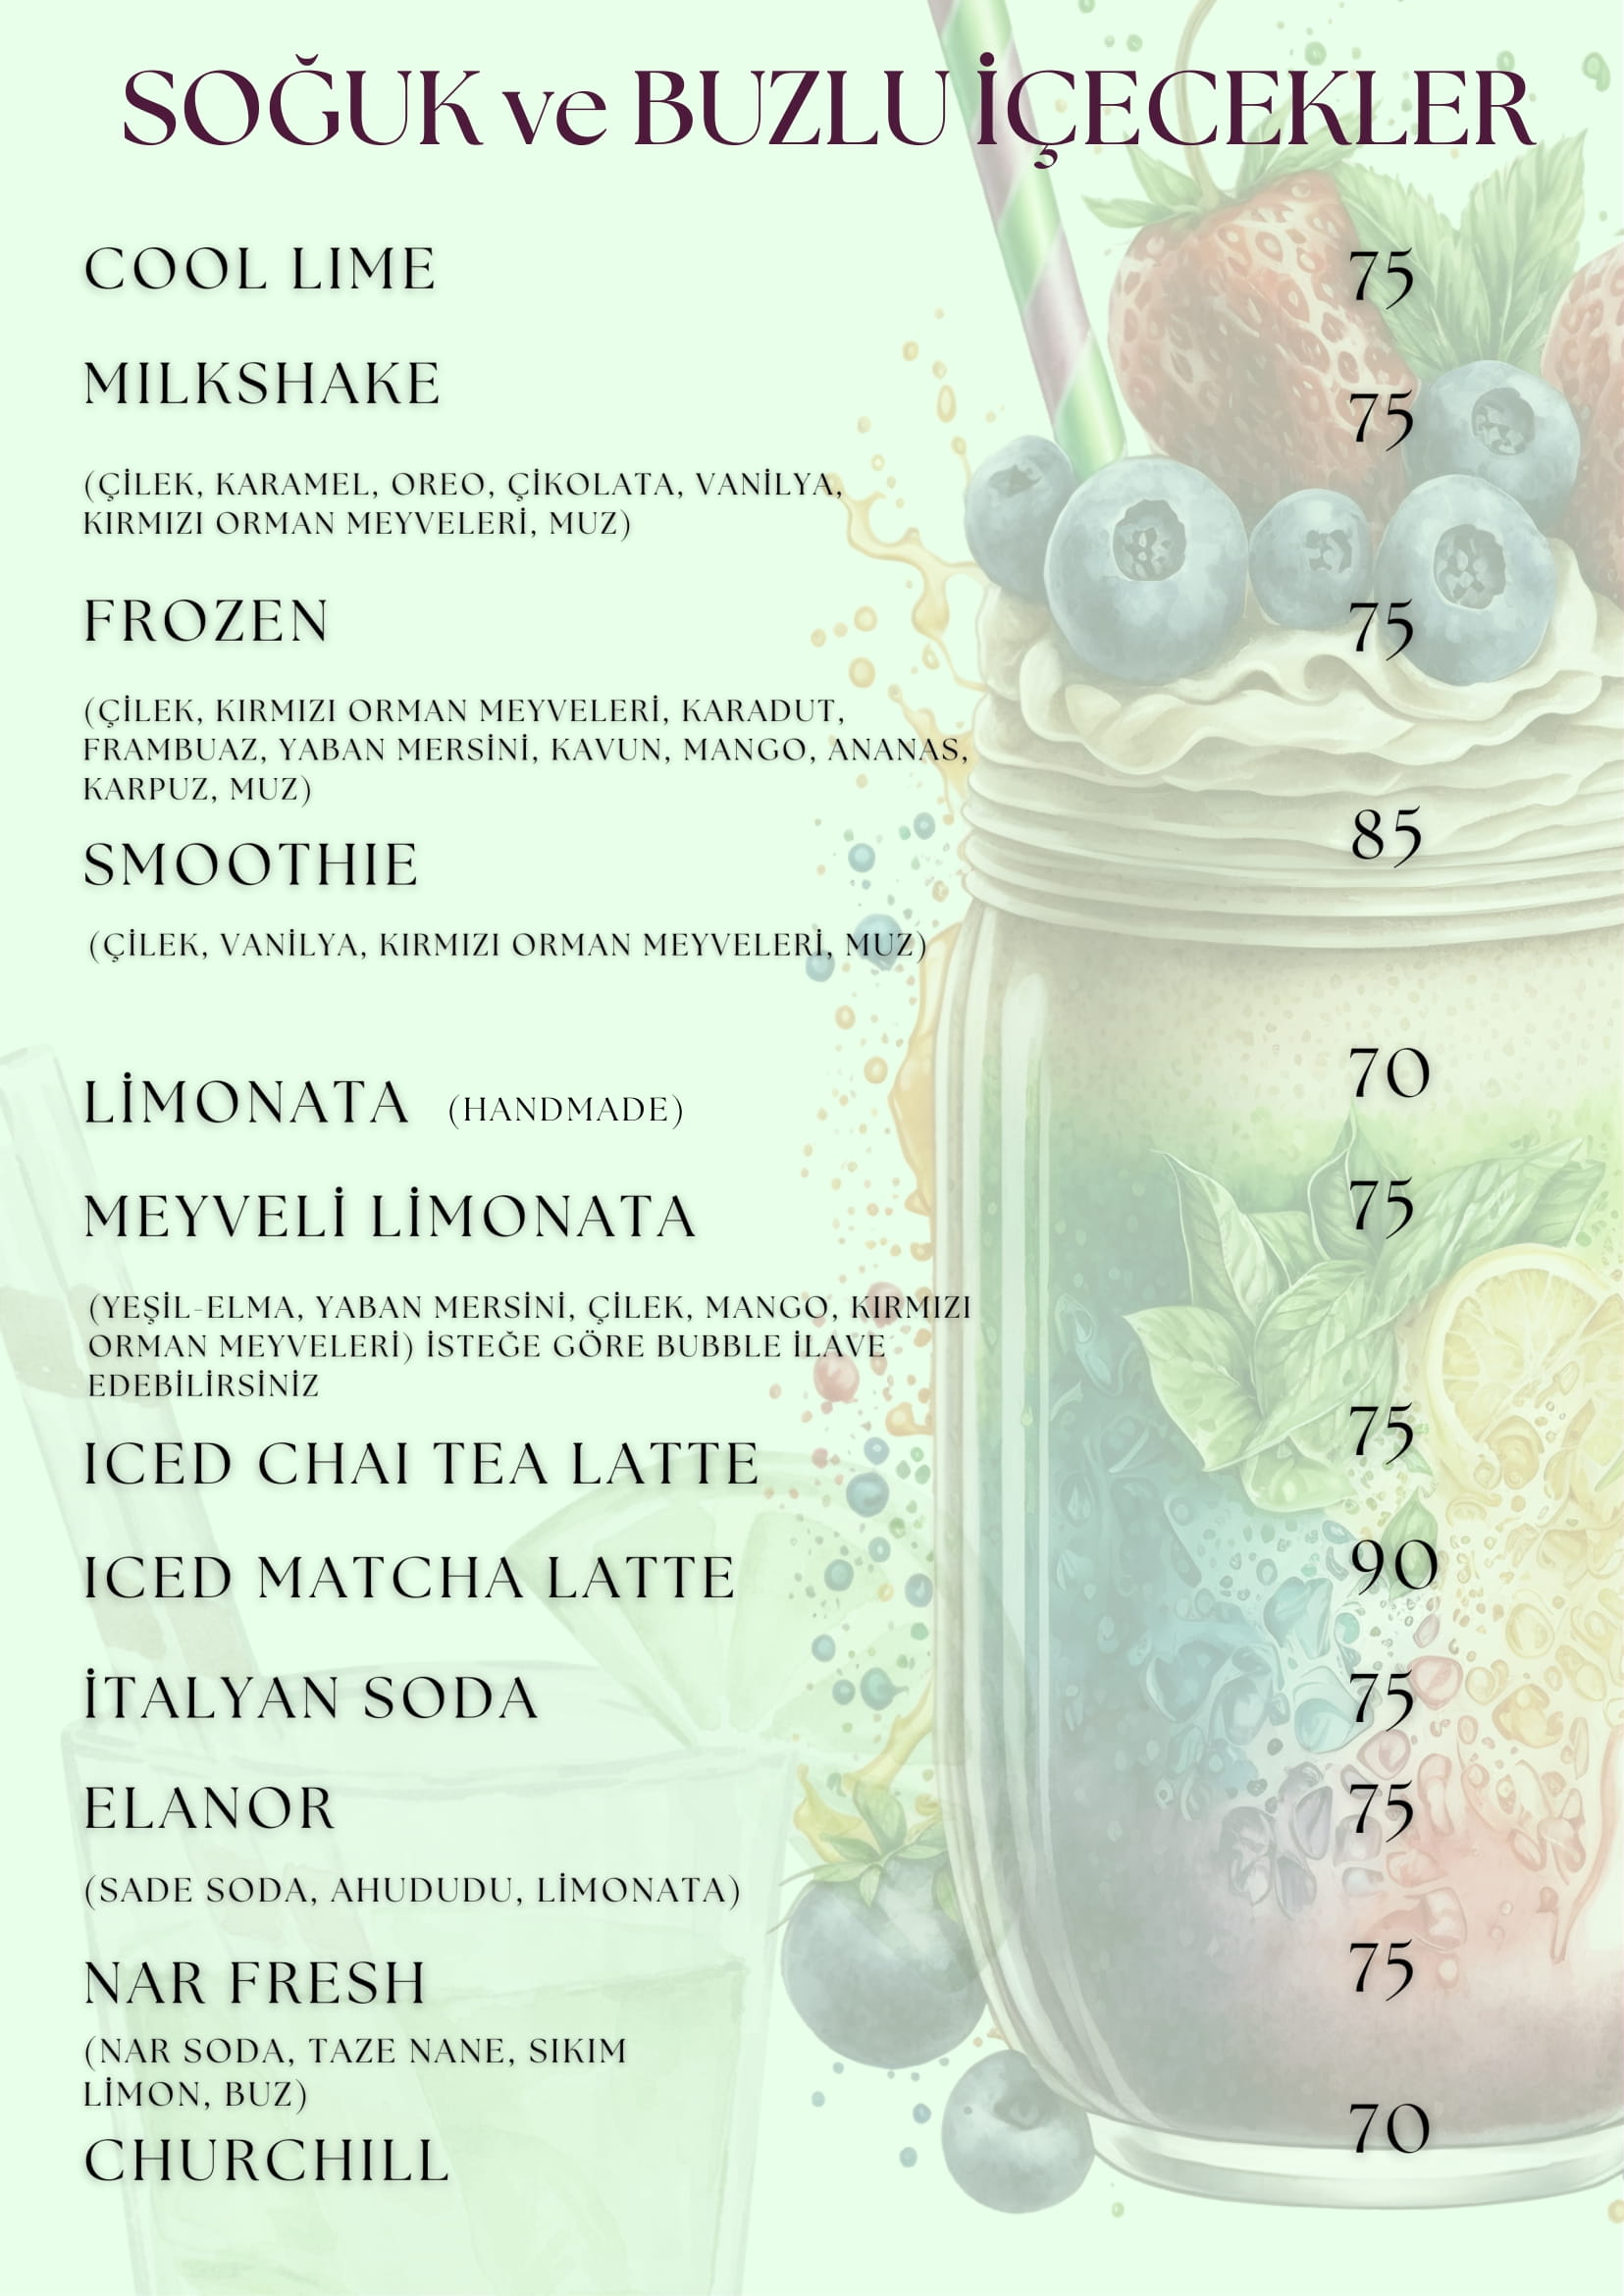 SOĞUK ve BUZLU İÇECEKLER
COOL LIME 75
MILKSHAKE 75
(ÇİLEK, KARAMEL, OREO, ÇİKOLATA, VANİLYA,
KIRMIZI ORMAN MEYVELERİ, MUZ)
FROZEN 75
(ÇİLEK, KIRMIZI ORMAN MEYVELERİ, KARADUT,
FRAMBUAZ, YABAN MERSİNİ, KAVUN, MANGO, ANANAS,
KARPUZ, MUZ)
SMOOTHIE 85
(ÇİLEK, VANİLYA, KIRMIZI ORMAN MEYVELERİ, MUZ)
LİMONATA (HANDMADE) 70
MEYVELİ LİMONATA 75
(YEŞİL-ELMA, YABAN MERSİNİ, ÇİLEK, MANGO, KIRMIZI
ORMAN MEYVELERİ) İSTEĞE GÖRE BUBBLE İLAVE
EDEBİLİRSİNİZ
ICED CHAI TEA LATTE 75
ICED MATCHA LATTE 90
İTALYAN SODA 75
ELANOR 75
(SADE SODA, AHUDUDU, LİMONATA)
NAR FRESH 75
(NAR SODA, TAZE NANE, SIKIM
LİMON, BUZ)
CHURCHILL 70